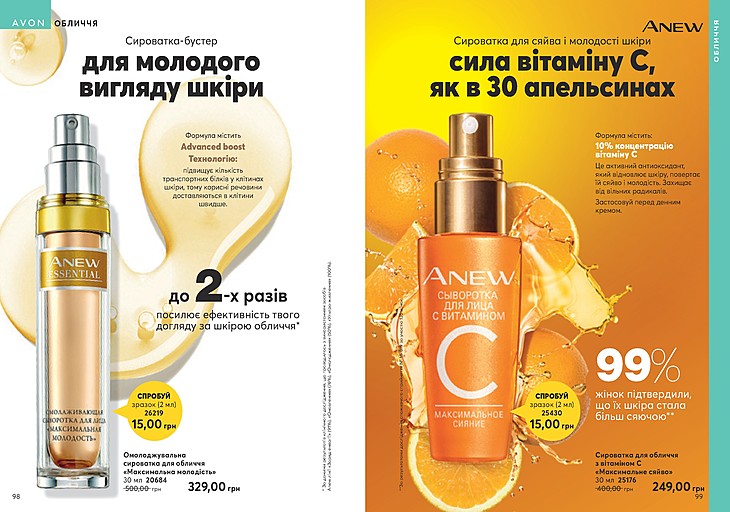 AVON ОБЛИЧЧЯ
Сироватка-бустер
для молодого
вигляду шкіри
Формула містить
Advanced boost
Технологію:
підвищує кількість
транспортних білків у клітинах
шкіри, тому корисні речовини
доставляються в клітини
швидше.
ANEW
ESSENTIAL
до 2-х разів
посилює ефективність твого
догляду за шкірою обличчя*
ОМОЛАЖИВАЮЩАЯ
СЫВОРОТКА ДЛЯ ЛИЦА
«МАКСИМАЛЬНАЯ
МОЛОДОСТЬ»
СПРОБУЙ
зразок (2 мл)
26219
15,00 грн
Омолоджувальна
сироватка для обличчя
«Максимальна молодість»
30 мл 20684
500,00 грн 329,00 грн
98
ANEW
ОБЛИЧЧЯ
Сироватка для сяйва і молодості шкіри
сила вітаміну С,
як в 30 апельсинах
Формула містить:
10% концентрацію
вітаміну С
Це активний антиоксидант,
який відновлює шкіру, повертає
їй сяйво і молодість. Захищає
від вільних радикалів.
Застосовуй перед денним
кремом.
ANEW
СЫВОРОТКА
ДЛЯ ЛИЦА
С ВИТАМИНОМ
C
МАКСИМАЛЬНОЕ
СИЯНИЕ
99%
жінок підтвердили,
що їх шкіра стала
більш сяючою**
СПРОБУЙ
зразок (2 мл)
25430
15,00 грн
Сироватка для обличчя
з вітаміном С
«Максимальне сяйво»
30 мл 25176
400,00 грн 249,00 грн
99